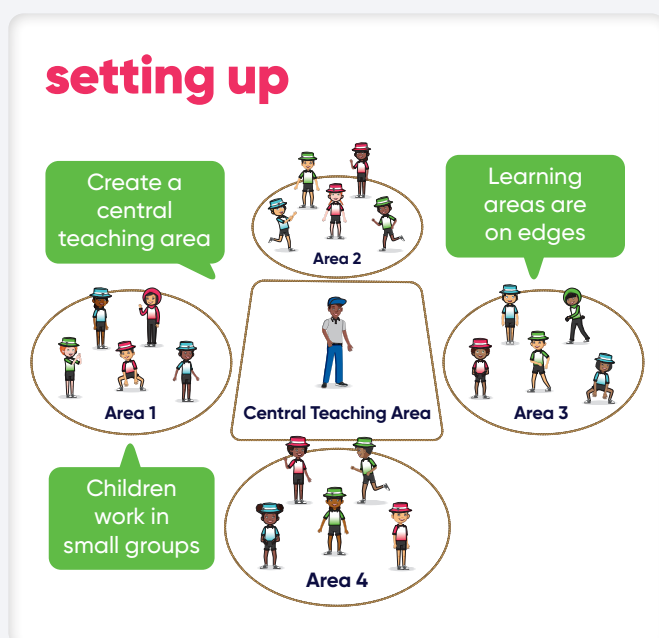 setting up
Create a
central
teaching area
Learning
areas are
on edges
Area 2
Area 1
Central Teaching Area
Area 3
Children
work in
small groups
Area 4